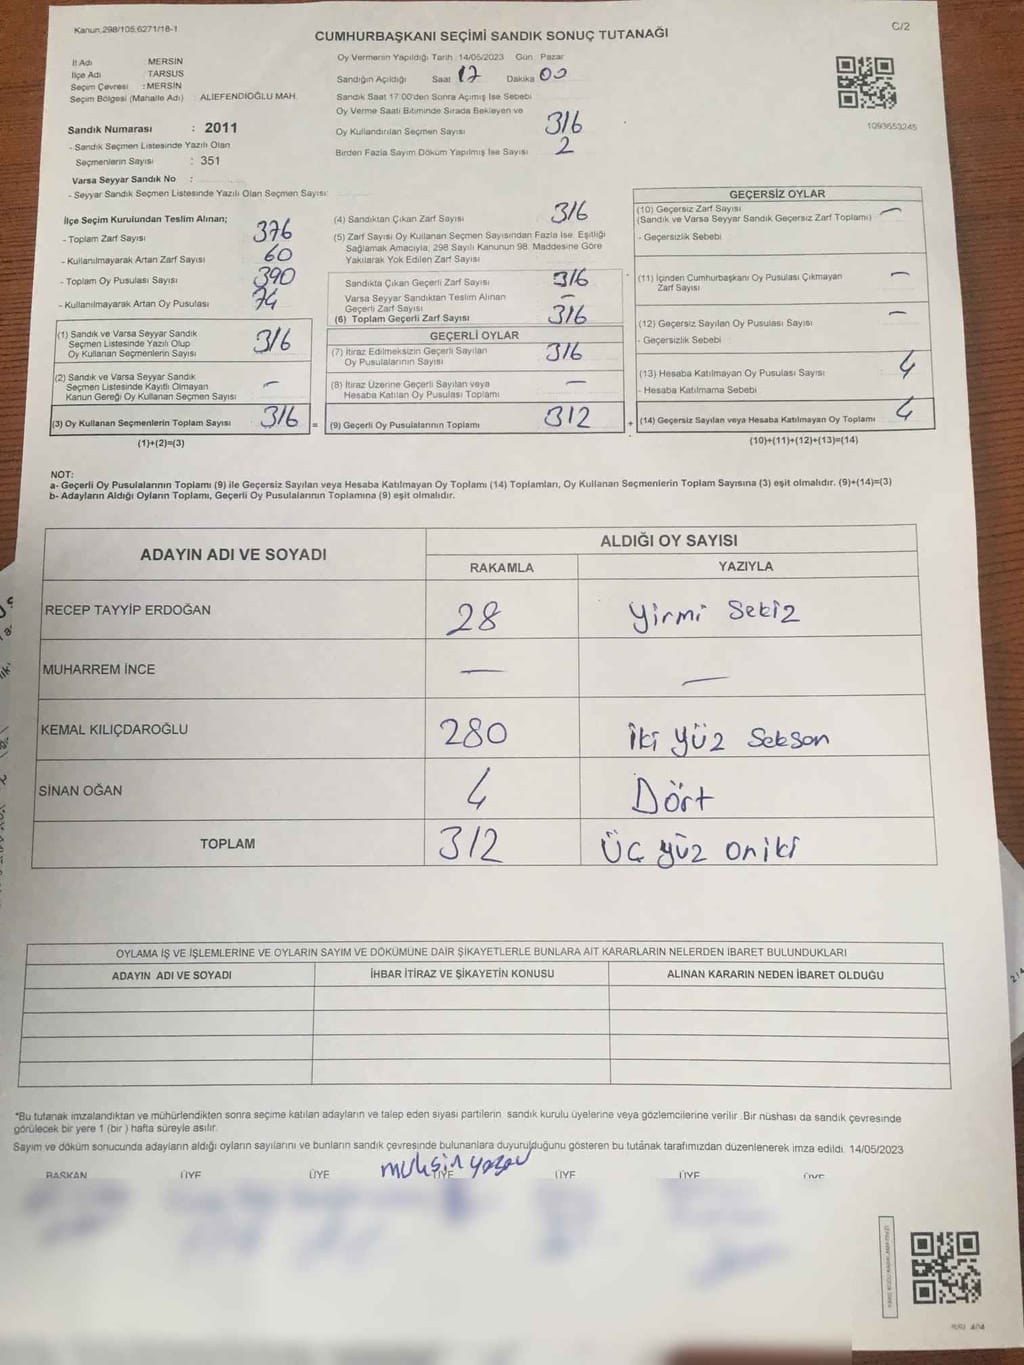 Kanun;298/105;6271/18-1
C/2
CUMHURBAŞKANI SEÇİMİ SANDIK SONUÇ TUTANAĞI
İl Adı MERSİN
İlçe Adı TARSUS
Seçim Çevresi : MERSİN
Seçim Bölgesi (Mahalle Adı) ALİEFENDİOĞLU MAH.
Sandık Numarası : 2011
- Sandık Seçmen Listesinde Yazılı Olan
Seçmenlerin Sayısı : 351
Varsa Seyyar Sandık No :
- Seyyar Sandık Seçmen Listesinde Yazılı Olan Seçmen Sayısı:
Oy Vermenin Yapıldığı Tarih 14/05/2023 Gün Pazar
Sandığın Açıldığı Saat 17 Dakika 00
Sandık Saat 17:00'den Sonra Açılmış İse Sebebi
Oy Verme Saati Bitiminde Sırada Bekleyen ve
Oy Kullandırılan Seçmen Sayısı 316
Birden Fazla Sayım Döküm Yapılmış İse Sayısı 2
1093653245
İlçe Seçim Kurulundan Teslim Alınan;
- Toplam Zarf Sayısı 376
- Kullanılmayarak Artan Zarf Sayısı 60
- Toplam Oy Pusulası Sayısı 390
- Kullanılmayarak Artan Oy Pusulası 74
(1) Sandık ve Varsa Seyyar Sandık
Seçmen Listesinde Yazılı Olup
Oy Kullanan Seçmenlerin Sayısı 316
(2) Sandık ve Varsa Seyyar Sandık
Seçmen Listesinde Kayıtlı Olmayan
Kanun Gereği Oy Kullanan Seçmen Sayısı —
(3) Oy Kullanan Seçmenlerin Toplam Sayısı 316 =
(1)+(2)=(3)
(4) Sandıktan Çıkan Zarf Sayısı 316
(5) Zarf Sayısı Oy Kullanan Seçmen Sayısından Fazla İse, Eşitliği
Sağlamak Amacıyla, 298 Sayılı Kanunun 98. Maddesine Göre
Yakılarak Yok Edilen Zarf Sayısı
Sandıkta Çıkan Geçerli Zarf Sayısı 316
Varsa Seyyar Sandıktan Teslim Alınan
Geçerli Zarf Sayısı —
(6) Toplam Geçerli Zarf Sayısı 316
GEÇERLİ OYLAR
(7) İtiraz Edilmeksizin Geçerli Sayılan
Oy Pusulalarının Sayısı 316
(8) İtiraz Üzerine Geçerli Sayılan veya
Hesaba Katılan Oy Pusulası Toplamı —
(9) Geçerli Oy Pusulalarının Toplamı 312 +
GEÇERSİZ OYLAR
(10) Geçersiz Zarf Sayısı —
(Sandık ve Varsa Seyyar Sandık Geçersiz Zarf Toplamı)
- Geçersizlik Sebebi
(11) İçinden Cumhurbaşkanı Oy Pusulası Çıkmayan
Zarf Sayısı —
(12) Geçersiz Sayılan Oy Pusulası Sayısı —
- Geçersizlik Sebebi
(13) Hesaba Katılmayan Oy Pusulası Sayısı 4
- Hesaba Katılmama Sebebi
(14) Geçersiz Sayılan veya Hesaba Katılmayan Oy Toplamı 4
(10)+(11)+(12)+(13)=(14)
NOT:
a- Geçerli Oy Pusulalarının Toplamı (9) ile Geçersiz Sayılan veya Hesaba Katılmayan Oy Toplamı (14) Toplamları, Oy Kullanan Seçmenlerin Toplam Sayısına (3) eşit olmalıdır. (9)+(14)=(3)
b- Adayların Aldığı Oyların Toplamı, Geçerli Oy Pusulalarının Toplamına (9) eşit olmalıdır.
ADAYIN ADI VE SOYADI ALDIĞI OY SAYISI
RAKAMLA YAZIYLA
RECEP TAYYİP ERDOĞAN 28 Yirmi Sekiz
MUHARREM İNCE — —
KEMAL KILIÇDAROĞLU 280 İki yüz Seksen
SİNAN OĞAN 4 Dört
TOPLAM 312 Üç yüz oniki
OYLAMA İŞ VE İŞLEMLERİNE VE OYLARIN SAYIM VE DÖKÜMÜNE DAİR ŞİKAYETLERLE BUNLARA AİT KARARLARIN NELERDEN İBARET BULUNDUKLARI
ADAYIN ADI VE SOYADI İHBAR İTİRAZ VE ŞİKAYETİN KONUSU ALINAN KARARIN NEDEN İBARET OLDUĞU
*Bu tutanak imzalandıktan ve mühürlendikten sonra seçime katılan adayların ve talep eden siyasi partilerin sandık kurulu üyelerine veya gözlemcilerine verilir. Bir nüshası da sandık çevresinde
görülecek bir yere 1 (bir ) hafta süreyle asılır.
Sayım ve döküm sonucunda adayların aldığı oyların sayılarını ve bunların sandık çevresinde bulunanlara duyurulduğunu gösteren bu tutanak tarafımızdan düzenlenerek imza edildi. 14/05/2023
BAŞKAN ÜYE ÜYE ÜYE ÜYE ÜYE ÜYE